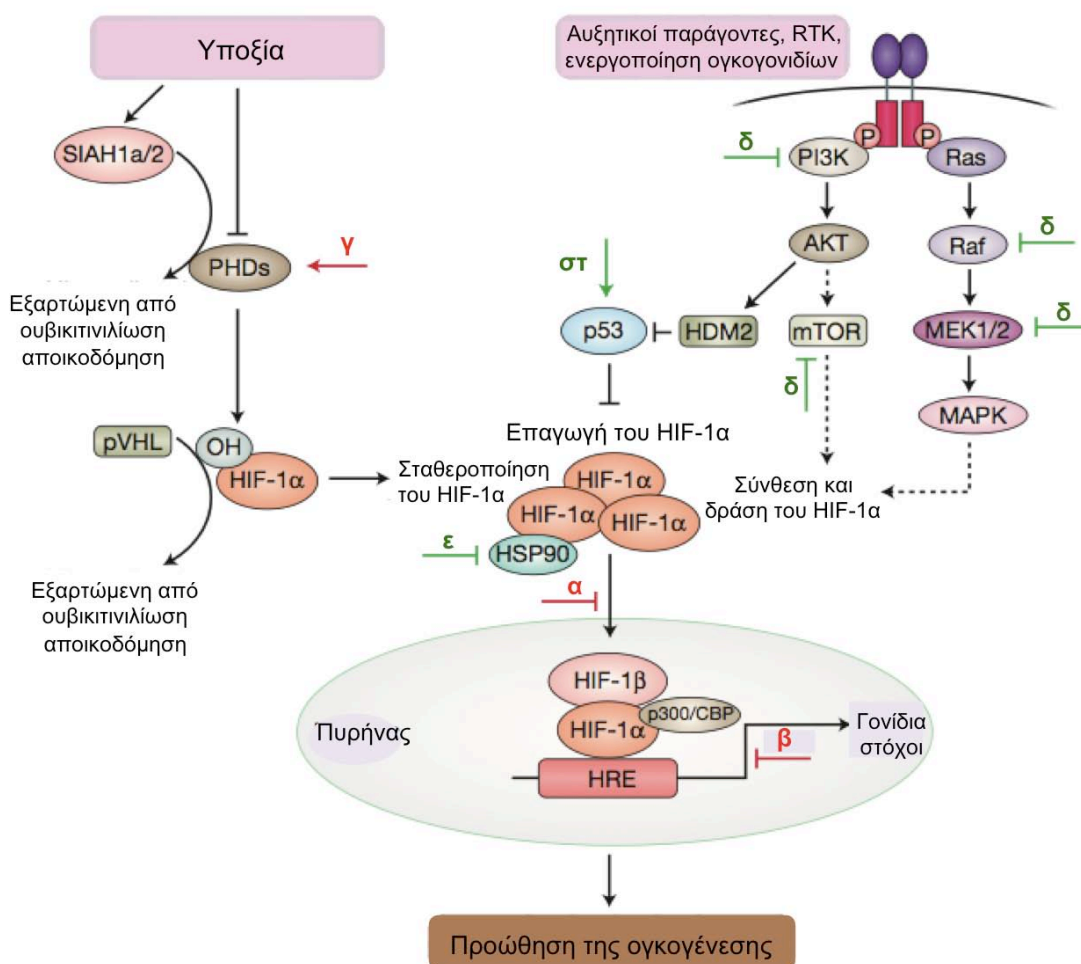 Υποξία
Αυξητικοί παράγοντες, RTK,
ενεργοποίηση ογκογονιδίων
SIAH1a/2
PHDs
γ
Εξαρτώμενη από
ουβικιτινιλίωση
αποικοδόμηση
pVHL
OH
HIF-1α
Εξαρτώμενη από
ουβικιτινιλίωση
αποικοδόμηση
P
P
δ
PI3K
Ras
AKT
Raf
δ
στ
p53
HDM2
mTOR
MEK1/2
δ
δ
MAPK
Επαγωγή του HIF-1α
Σταθεροποίηση
του HIF-1α
HIF-1α
HIF-1α
HIF-1α
Σύνθεση και
δράση του HIF-1α
ε
HSP90
α
HIF-1β
p300/CBP
HIF-1α
HRE
Πυρήνας
β
Γονίδια
στόχοι
Προώθηση της ογκογένεσης